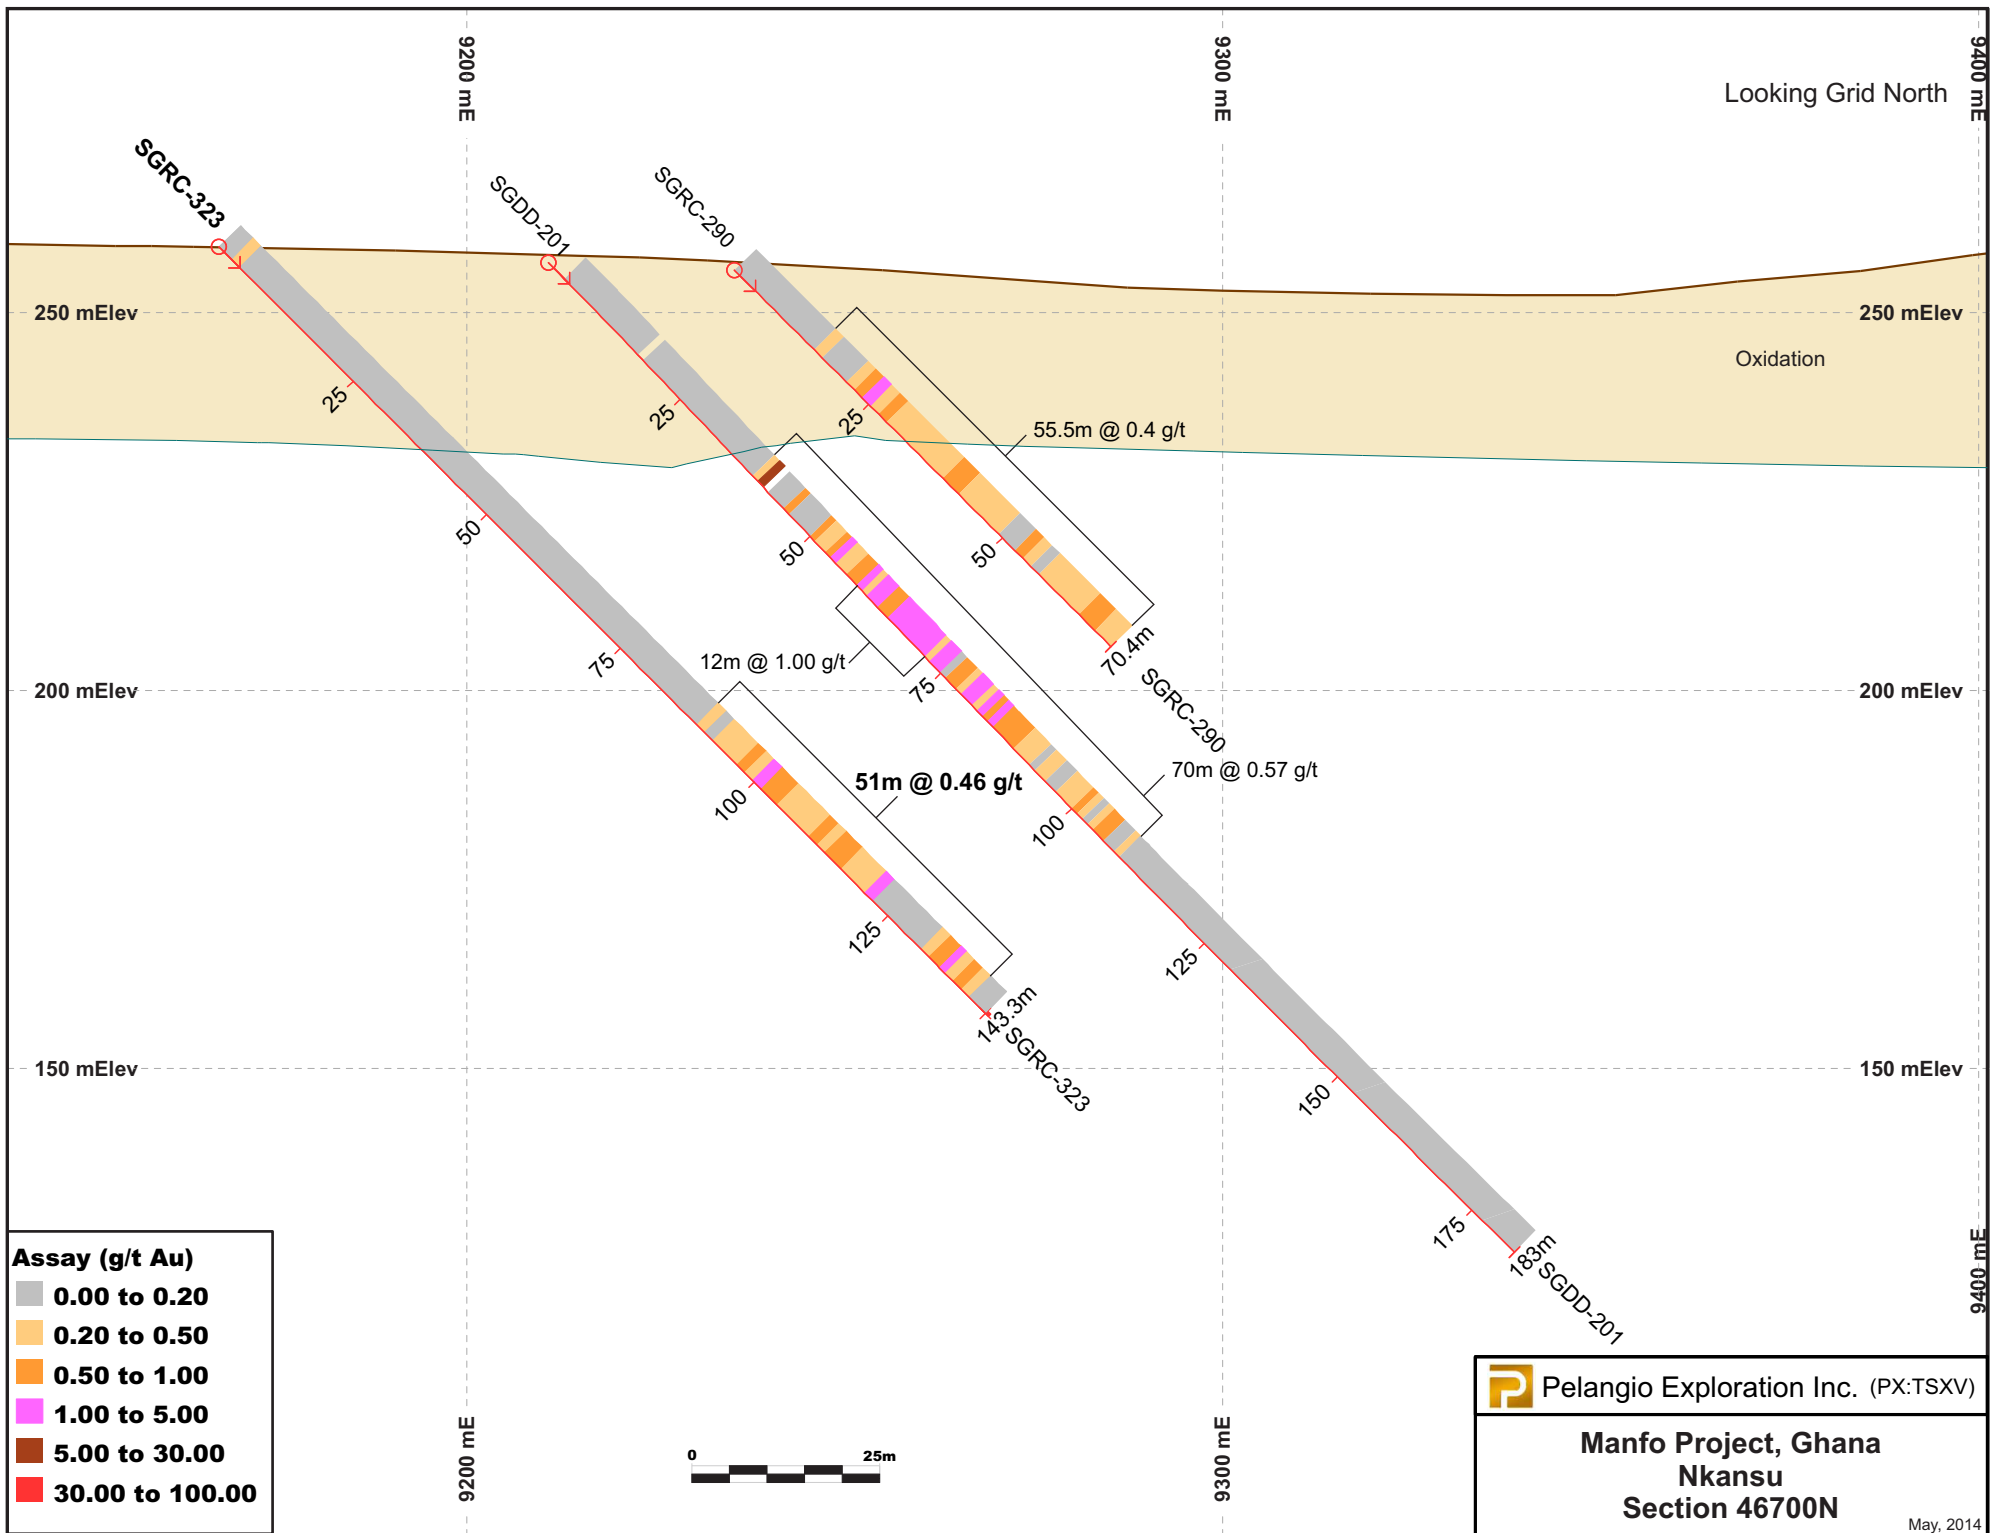 9200 mE
9300 mE
9400 mE
Looking Grid North
SGRC-323
SGDD-201
SGRC-290
250 mElev
250 mElev
Oxidation
25
25
25
55.5m @ 0.4 g/t
50
50
50
12m @ 1.00 g/t
75
75
70.4m
SGRC-290
200 mElev
200 mElev
51m @ 0.46 g/t
70m @ 0.57 g/t
100
100
125
125
143.3m
SGRC-323
150 mElev
150 mElev
150
175
183m
SGDD-201
Assay (g/t Au)
0.00 to 0.20
0.20 to 0.50
0.50 to 1.00
1.00 to 5.00
5.00 to 30.00
30.00 to 100.00
9200 mE
9300 mE
9400 mE
0 25m
Pelangio Exploration Inc. (PX:TSXV)
Manfo Project, Ghana
Nkansu
Section 46700N
May, 2014